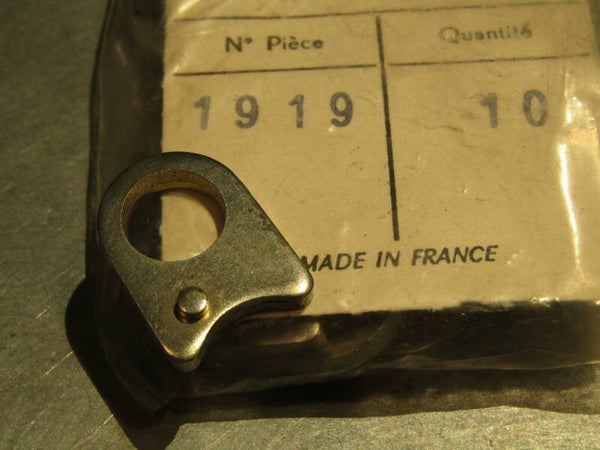 N° Pièce Quantité
1919 10
MADE IN FRANCE